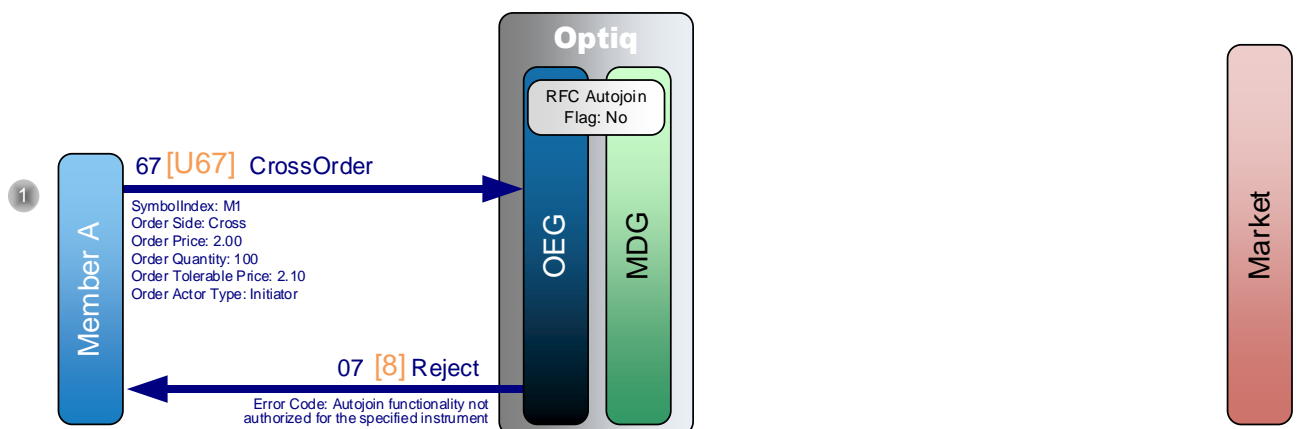 Optiq
RFC Autojoin
Flag: No
67 [U67] CrossOrder
1
SymbolIndex: M1
Order Side: Cross
Order Price: 2.00
Order Quantity: 100
Order Tolerable Price: 2.10
Order Actor Type: Initiator
Member A
OEG
MDG
Market
07 [8] Reject
Error Code: Autojoin functionality not
authorized for the specified instrument